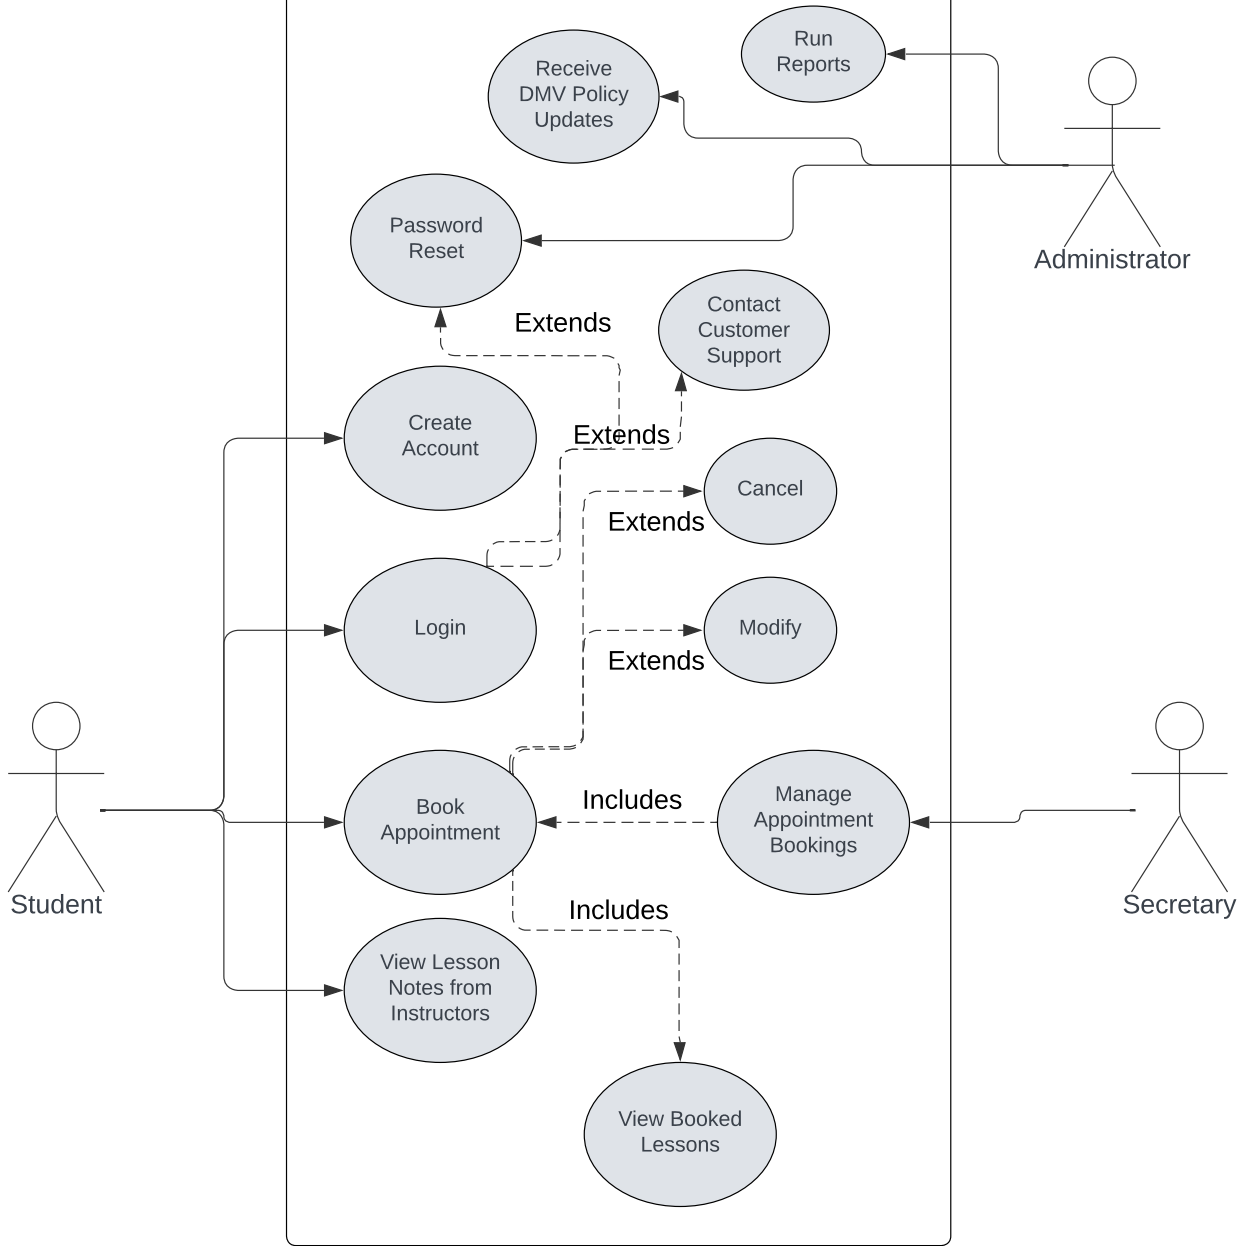 Run
Reports
Receive
DMV Policy
Updates
Password
Reset
Administrator
Extends
Contact
Customer
Support
Create
Account
Extends
Cancel
Extends
Login
Modify
Extends
Book
Appointment
Includes
Manage
Appointment
Bookings
Student
Secretary
Includes
View Lesson
Notes from
Instructors
View Booked
Lessons